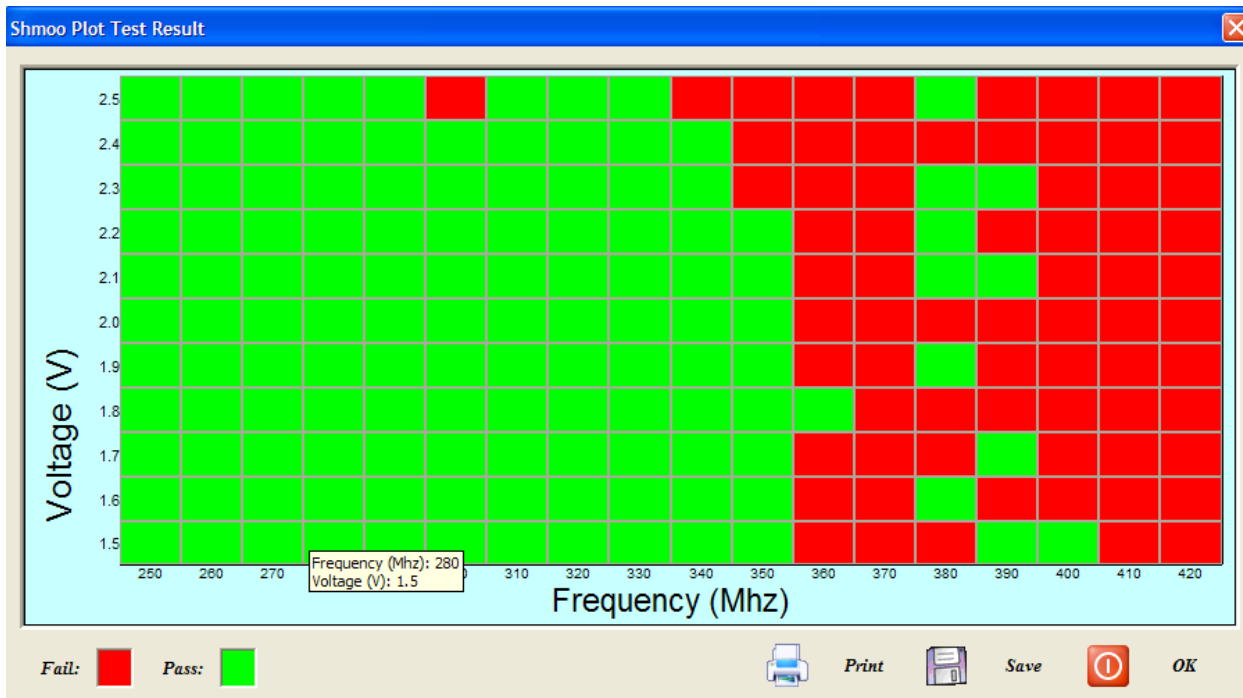 Shmoo Plot Test Result
2.5
2.4
2.3
2.2
2.1
2.0
1.9
1.8
1.7
1.6
1.5
Voltage (V)
250 260 270 310 320 330 340 350 360 370 380 390 400 410 420
Frequency (Mhz): 280
Voltage (V): 1.5
Frequency (Mhz)
Fail: Pass: Print Save OK